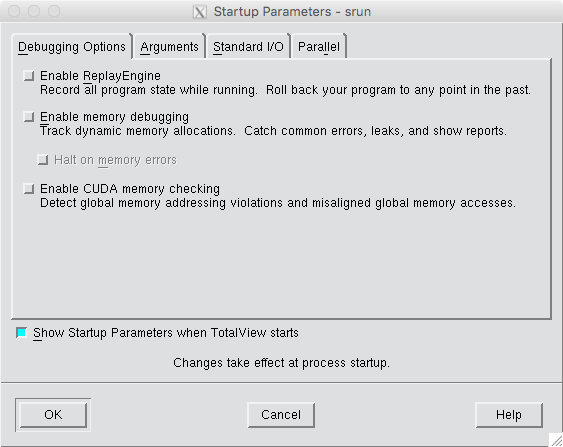 Startup Parameters - srun
Debugging Options Arguments Standard I/O Parallel
Enable ReplayEngine
Record all program state while running. Roll back your program to any point in the past.
Enable memory debugging
Track dynamic memory allocations. Catch common errors, leaks, and show reports.
Halt on memory errors
Enable CUDA memory checking
Detect global memory addressing violations and misaligned global memory accesses.
Show Startup Parameters when TotalView starts
Changes take effect at process startup.
OK Cancel Help